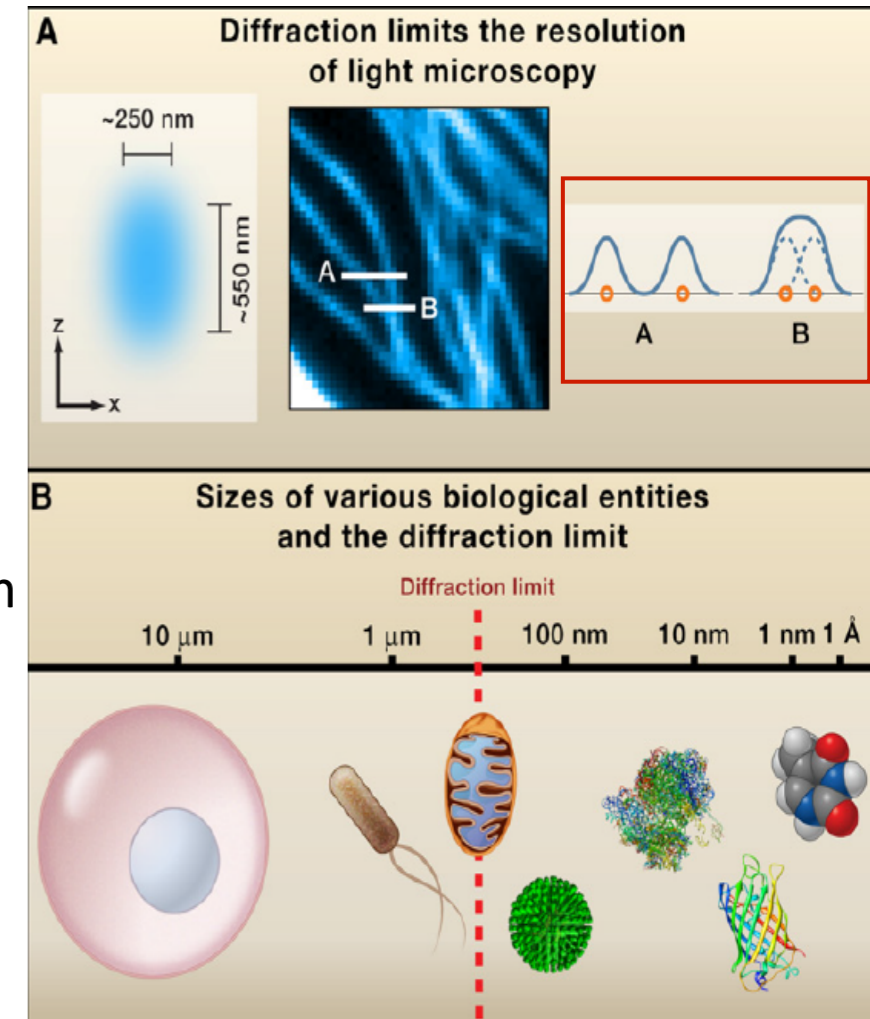 A
Diffraction limits the resolution
of light microscopy
~250 nm
~550 nm
z
x
A
B
A
B
B
Sizes of various biological entities
and the diffraction limit
Diffraction limit
10 μm
1 μm
100 nm
10 nm
1 nm
1 Å